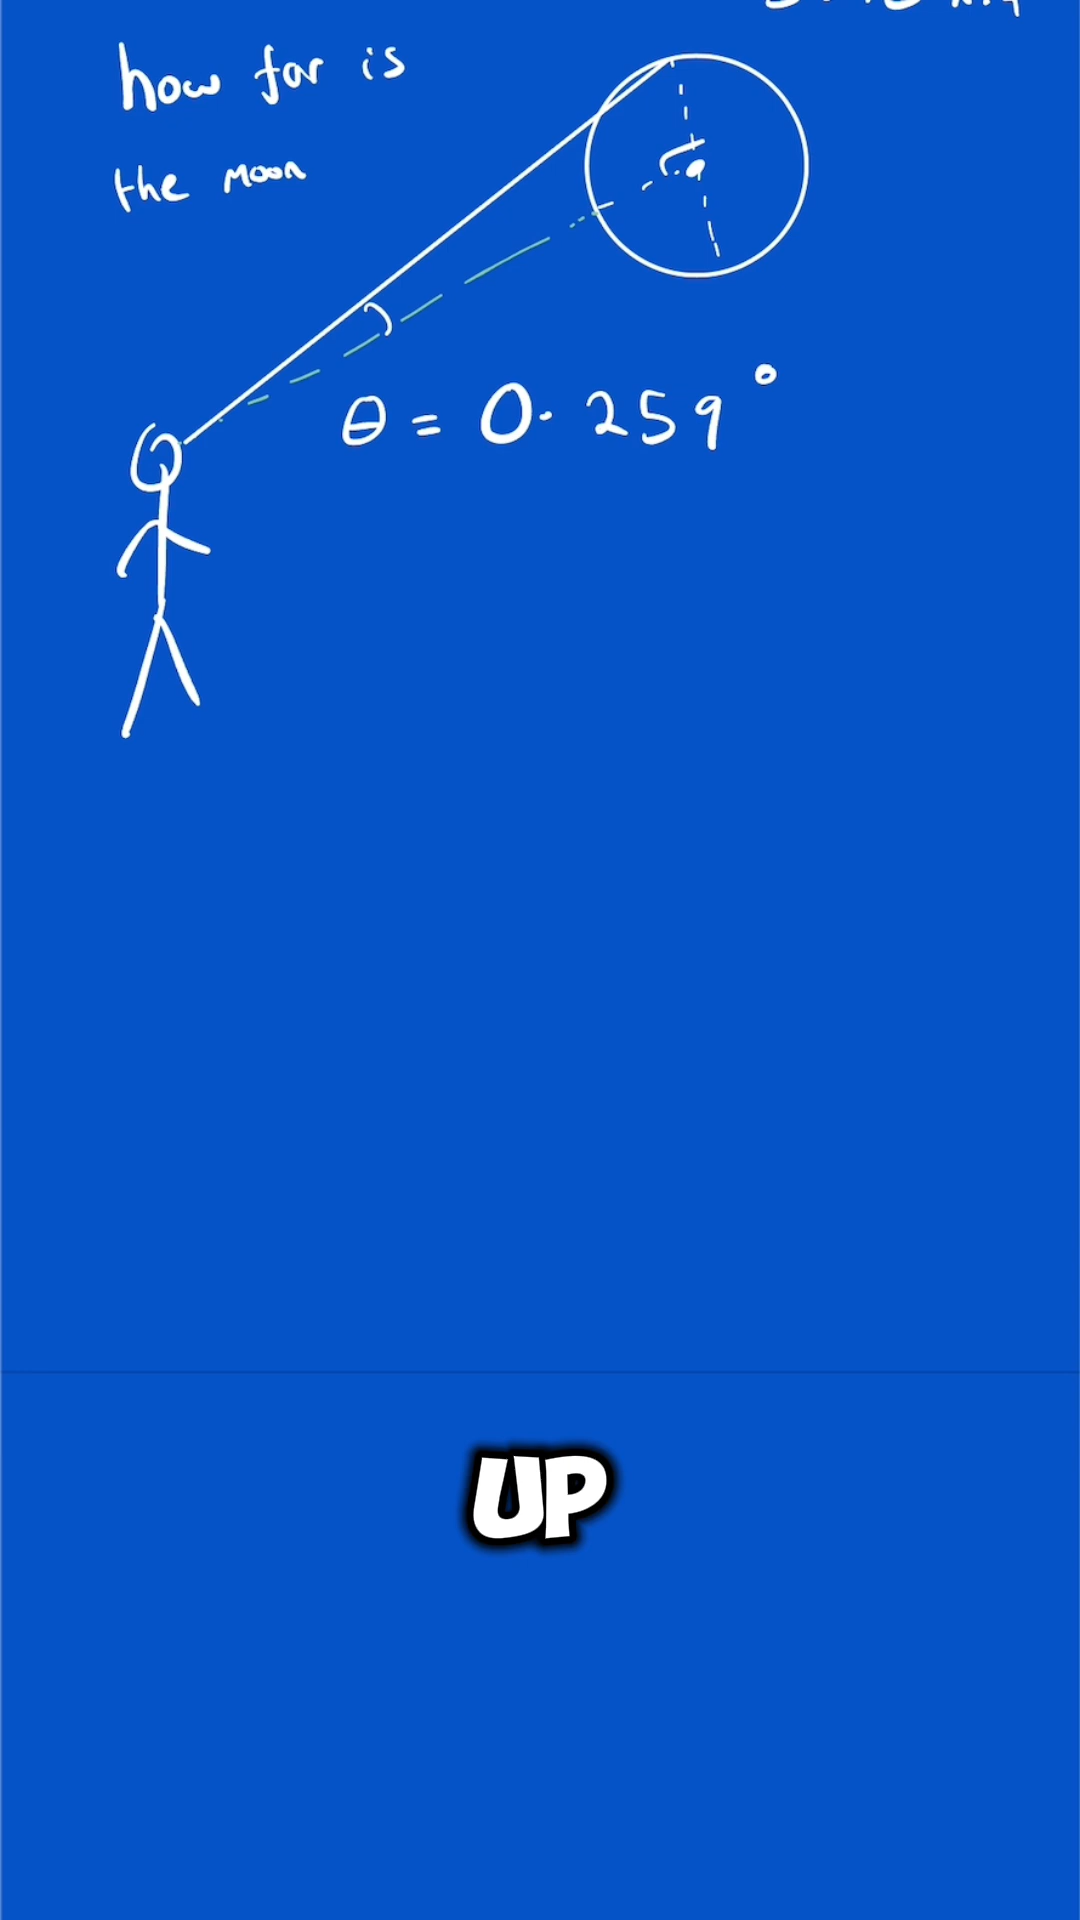 how far is
the moon
θ = 0.259°
UP